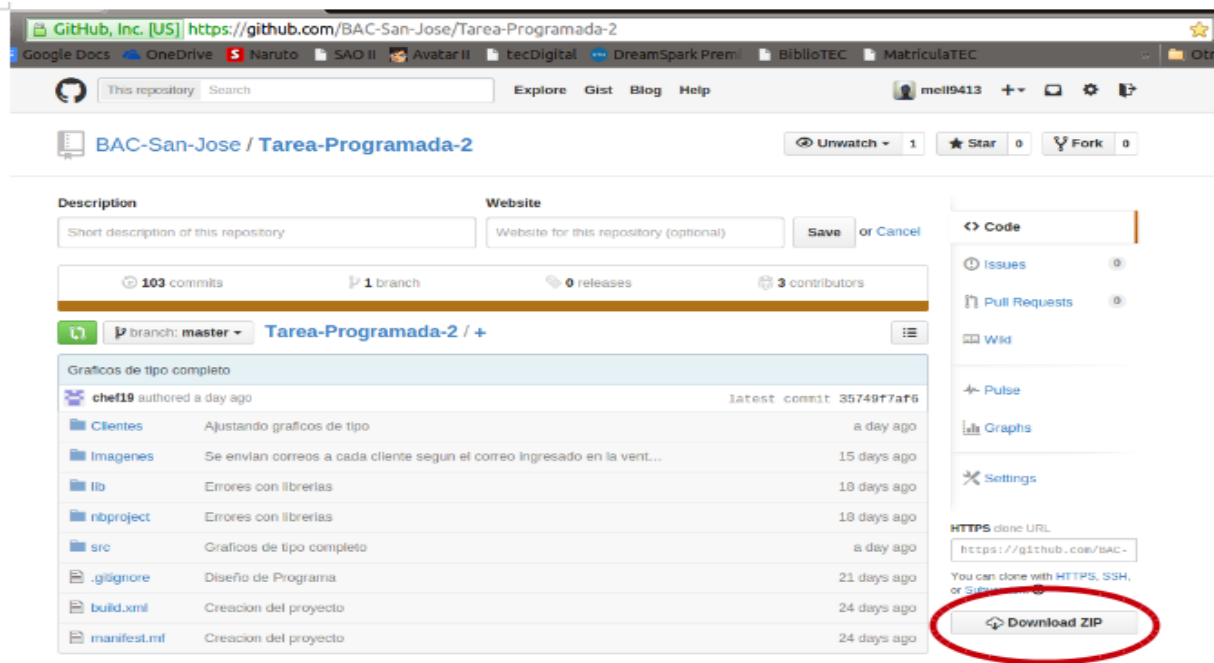 GitHub, Inc. [US] https://github.com/BAC-San-Jose/Tarea-Programada-2
Google Docs OneDrive S Naruto SAO II Avatar II tecDigital DreamSpark Premi BiblioTEC MatriculaTEC Otr
This repository Search Explore Gist Blog Help mell9413
BAC-San-Jose / Tarea-Programada-2 Unwatch 1 Star 0 Fork 0
Description Website
Short description of this repository Website for this repository (optional) Save or Cancel
103 commits 1 branch 0 releases 3 contributors
branch: master Tarea-Programada-2 / +
Graficos de tipo completo
chef19 authored a day ago latest commit 35749f7af6
Clientes Ajustando graficos de tipo a day ago
Imagenes Se envian correos a cada cliente segun el correo ingresado en la vent... 15 days ago
lib Errores con librerias 18 days ago
nbproject Errores con librerias 18 days ago
src Graficos de tipo completo a day ago
.gitignore Diseño de Programa 21 days ago
build.xml Creacion del proyecto 24 days ago
manifest.mf Creacion del proyecto 24 days ago
Code
Issues 0
Pull Requests 0
Wiki
Pulse
Graphs
Settings
HTTPS clone URL
https://github.com/BAC-
You can clone with HTTPS, SSH,
or Subversion.
Download ZIP